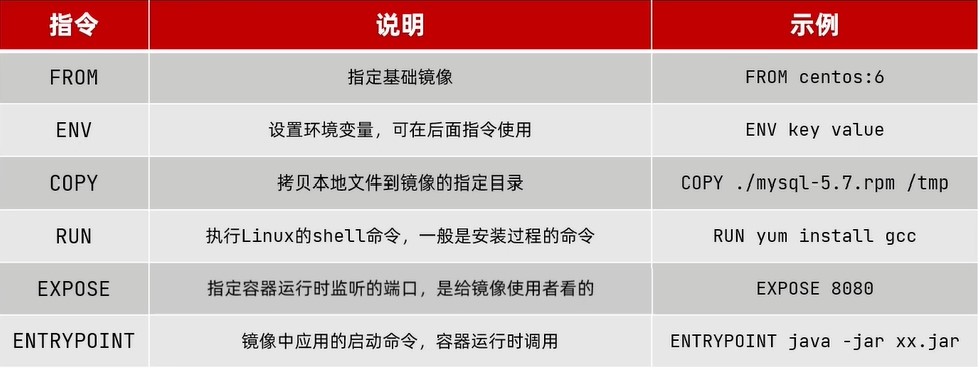 指令 说明 示例
FROM 指定基础镜像 FROM centos:6
ENV 设置环境变量，可在后面指令使用 ENV key value
COPY 拷贝本地文件到镜像的指定目录 COPY ./mysql-5.7.rpm /tmp
RUN 执行Linux的shell命令，一般是安装过程的命令 RUN yum install gcc
EXPOSE 指定容器运行时监听的端口，是给镜像使用者看的 EXPOSE 8080
ENTRYPOINT 镜像中应用的启动命令，容器运行时调用 ENTRYPOINT java -jar xx.jar